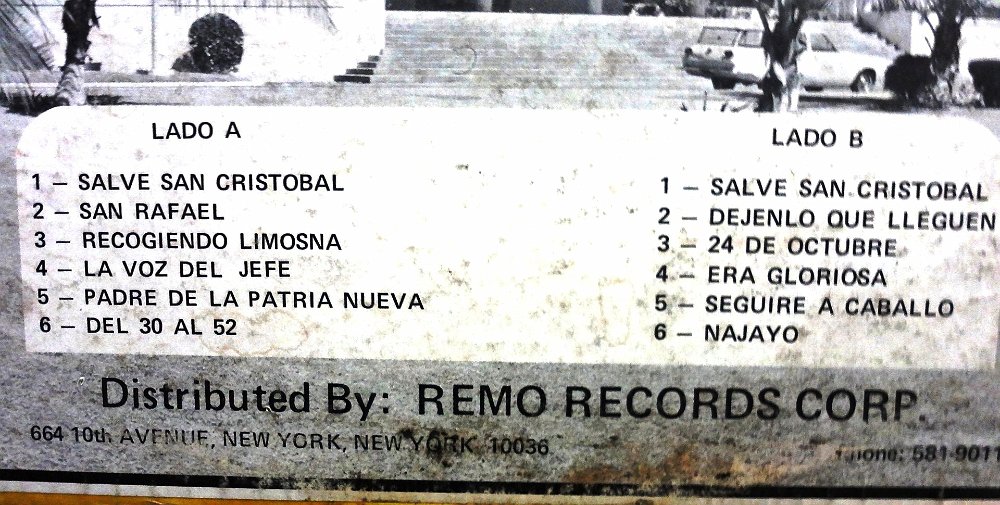 LADO A
1 – SALVE SAN CRISTOBAL
2 – SAN RAFAEL
3 – RECOGIENDO LIMOSNA
4 – LA VOZ DEL JEFE
5 – PADRE DE LA PATRIA NUEVA
6 – DEL 30 AL 52
LADO B
1 – SALVE SAN CRISTOBAL
2 – DEJENLO QUE LLEGUEN
3 – 24 DE OCTUBRE
4 – ERA GLORIOSA
5 – SEGUIRE A CABALLO
6 – NAJAYO
Distributed By: REMO RECORDS CORP.
664 10th AVENUE, NEW YORK, NEW YORK 10036
Phone: 581-9011